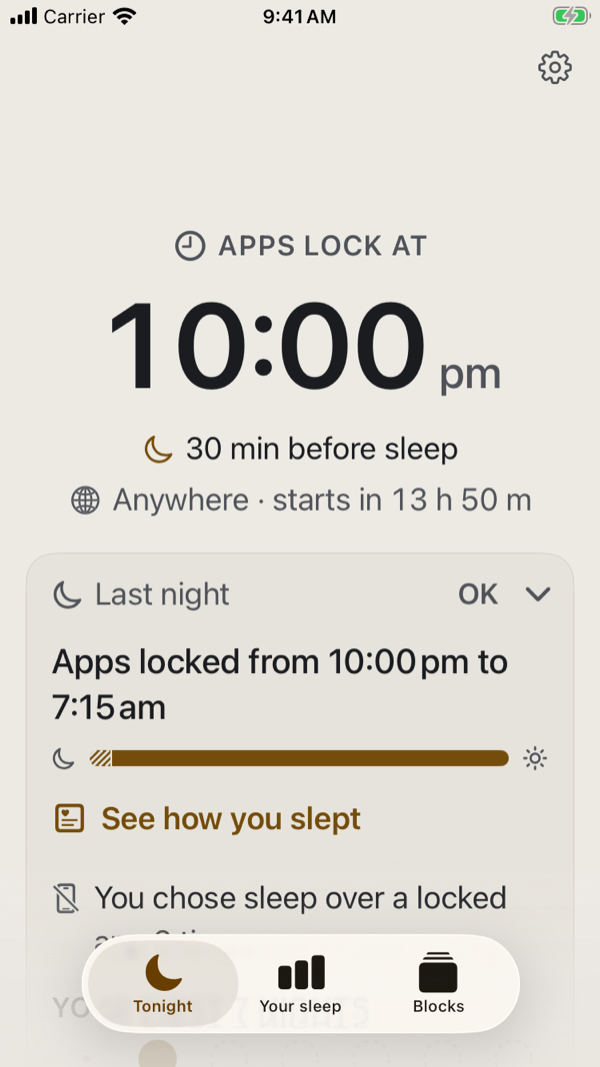 Carrier
9:41 AM
APPS LOCK AT
10:00 pm
30 min before sleep
Anywhere · starts in 13 h 50 m
Last night
OK
Apps locked from 10:00 pm to
7:15 am
See how you slept
You chose sleep over a locked
Tonight
Your sleep
Blocks